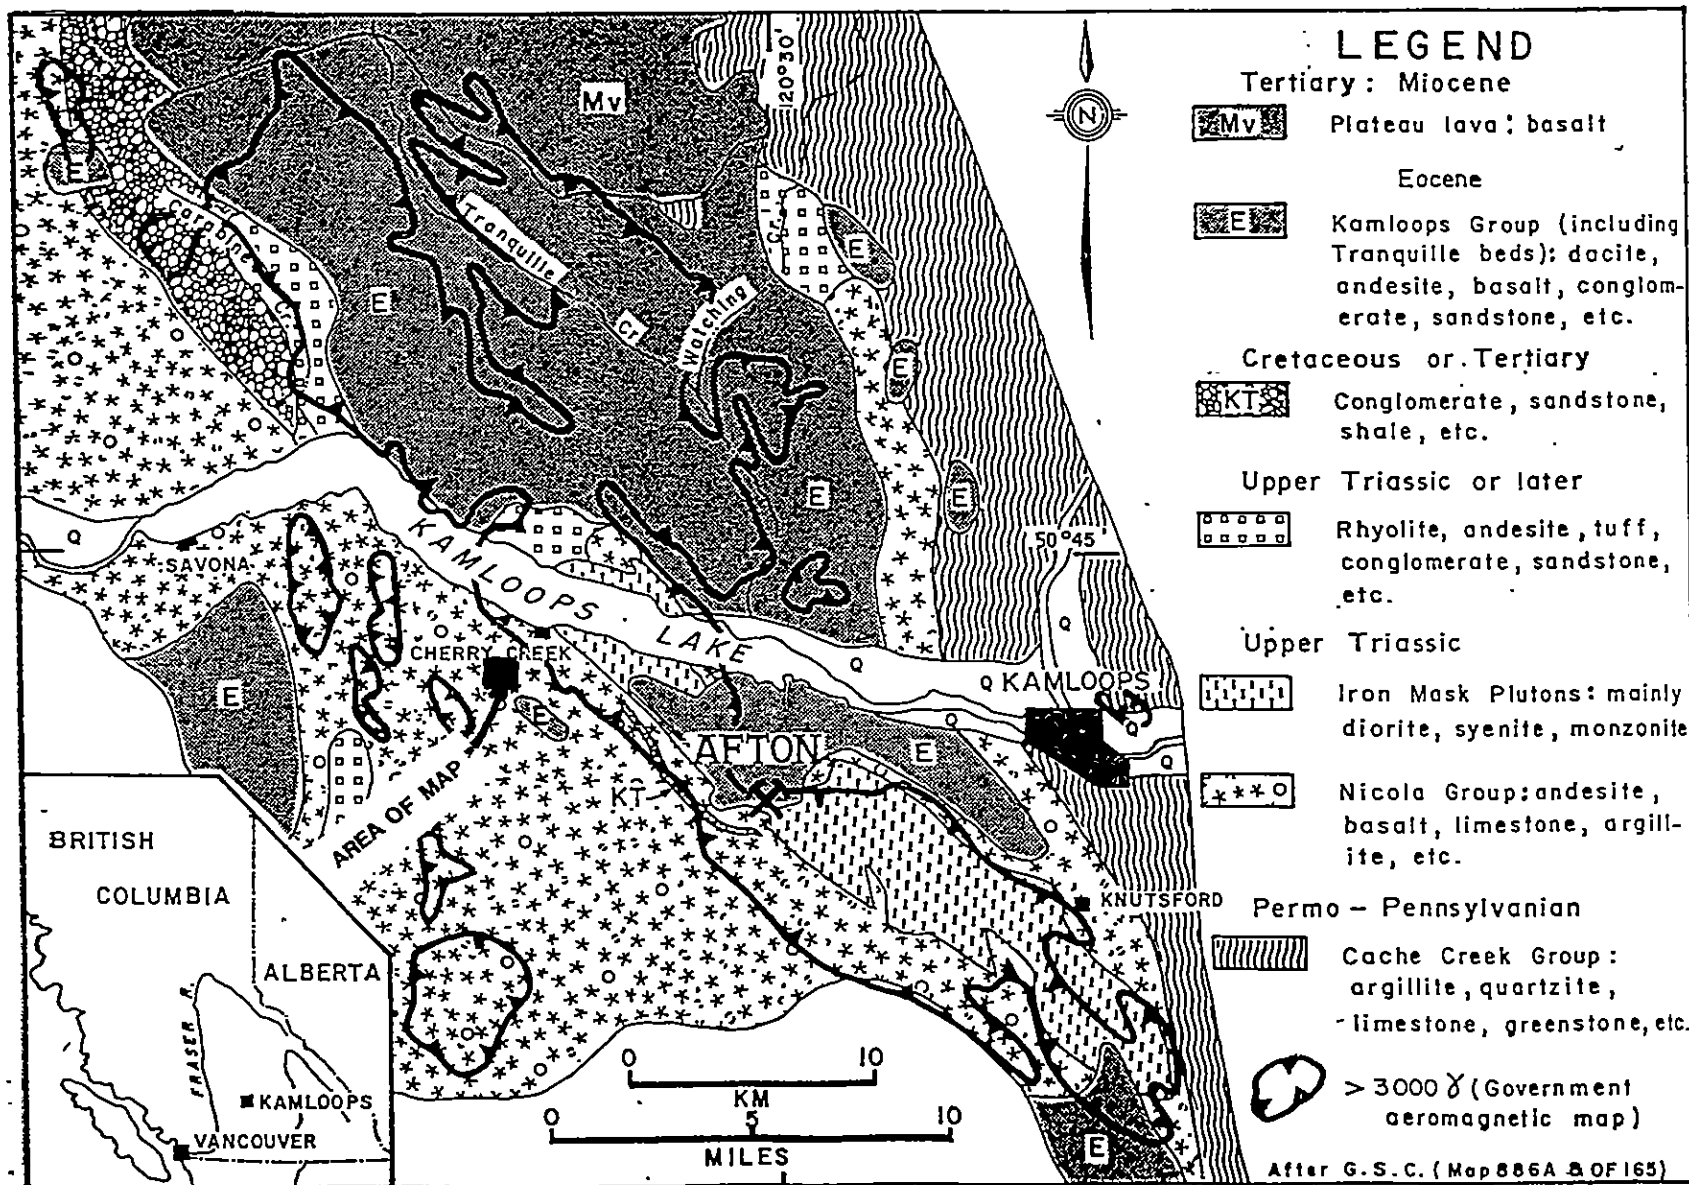 LEGEND
Tertiary: Miocene
Mv
Plateau lava: basalt
Eocene
E
Kamloops Group (including
Tranquille beds): dacite,
andesite, basalt, conglom-
erate, sandstone, etc.
Cretaceous or Tertiary
KT
Conglomerate, sandstone,
shale, etc.
Upper Triassic or later
Rhyolite, andesite, tuff,
conglomerate, sandstone,
etc.
Upper Triassic
Iron Mask Plutons: mainly
diorite, syenite, monzonite
Nicola Group: andesite,
basalt, limestone, argill-
ite, etc.
Permo - Pennsylvanian
Cache Creek Group:
argillite, quartzite,
limestone, greenstone, etc.
> 3000 γ (Government
aeromagnetic map)
After G.S.C. (Map 886A & OF 165)
N
120°30'
Mv
E
Carbine
Cr.
Tranquille
Cr.
Watching
Cr.
E
E
E
E
E
50°45'
Q
SAVONA
KAMLOOPS LAKE
CHERRY CREEK
E
E
Q
Q
Q KAMLOOPS
Q
Q
Q
Q
AFTON
E
KT
AREA OF MAP
KNUTSFORD
E
0 10
KM
0 5 10
MILES
BRITISH
COLUMBIA
ALBERTA
FRASER R.
KAMLOOPS
VANCOUVER